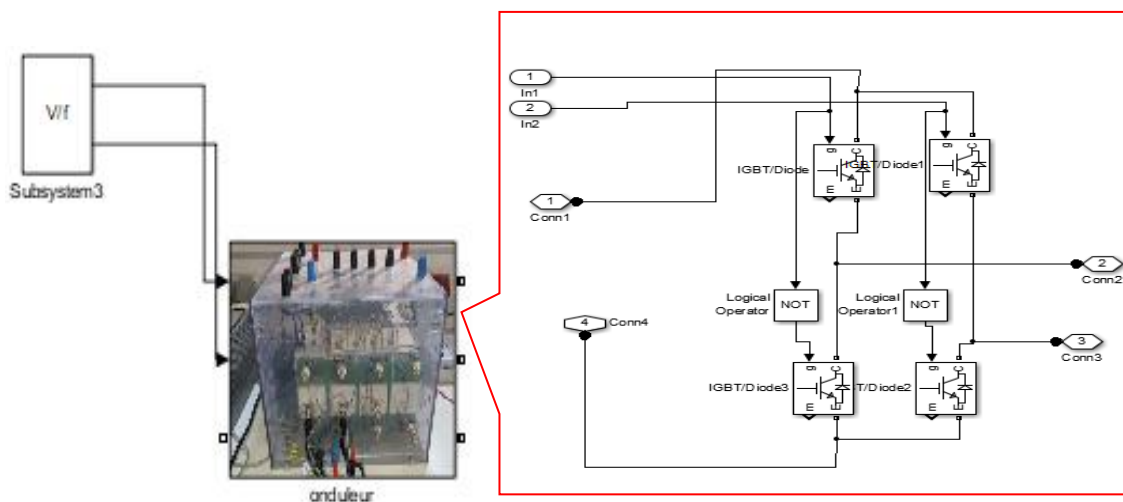 V/f
Subsystem3
onduleur
1
In1
2
In2
g
C
m
E
IGBT/Diode
g
C
m
E
IGBT/Diode1
1
Conn1
2
Conn2
3
Conn3
4
Conn4
Logical
Operator
NOT
Logical
Operator1
NOT
g
C
m
E
IGBT/Diode3
g
C
m
E
T/Diode2